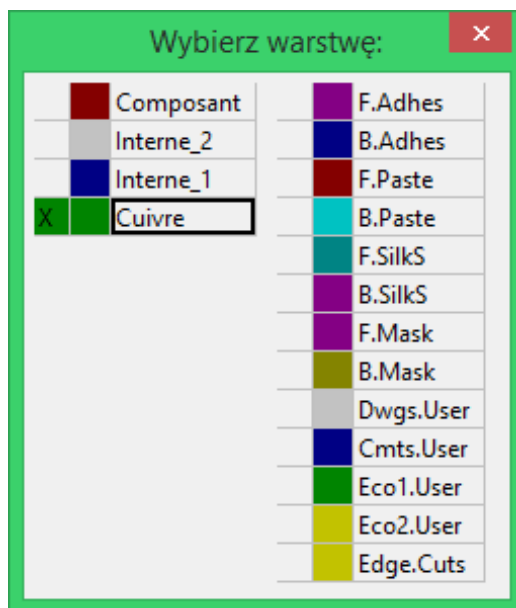 Wybierz warstwę:
Composant
Interne_2
Interne_1
X Cuivre
F.Adhes
B.Adhes
F.Paste
B.Paste
F.SilkS
B.SilkS
F.Mask
B.Mask
Dwgs.User
Cmts.User
Eco1.User
Eco2.User
Edge.Cuts